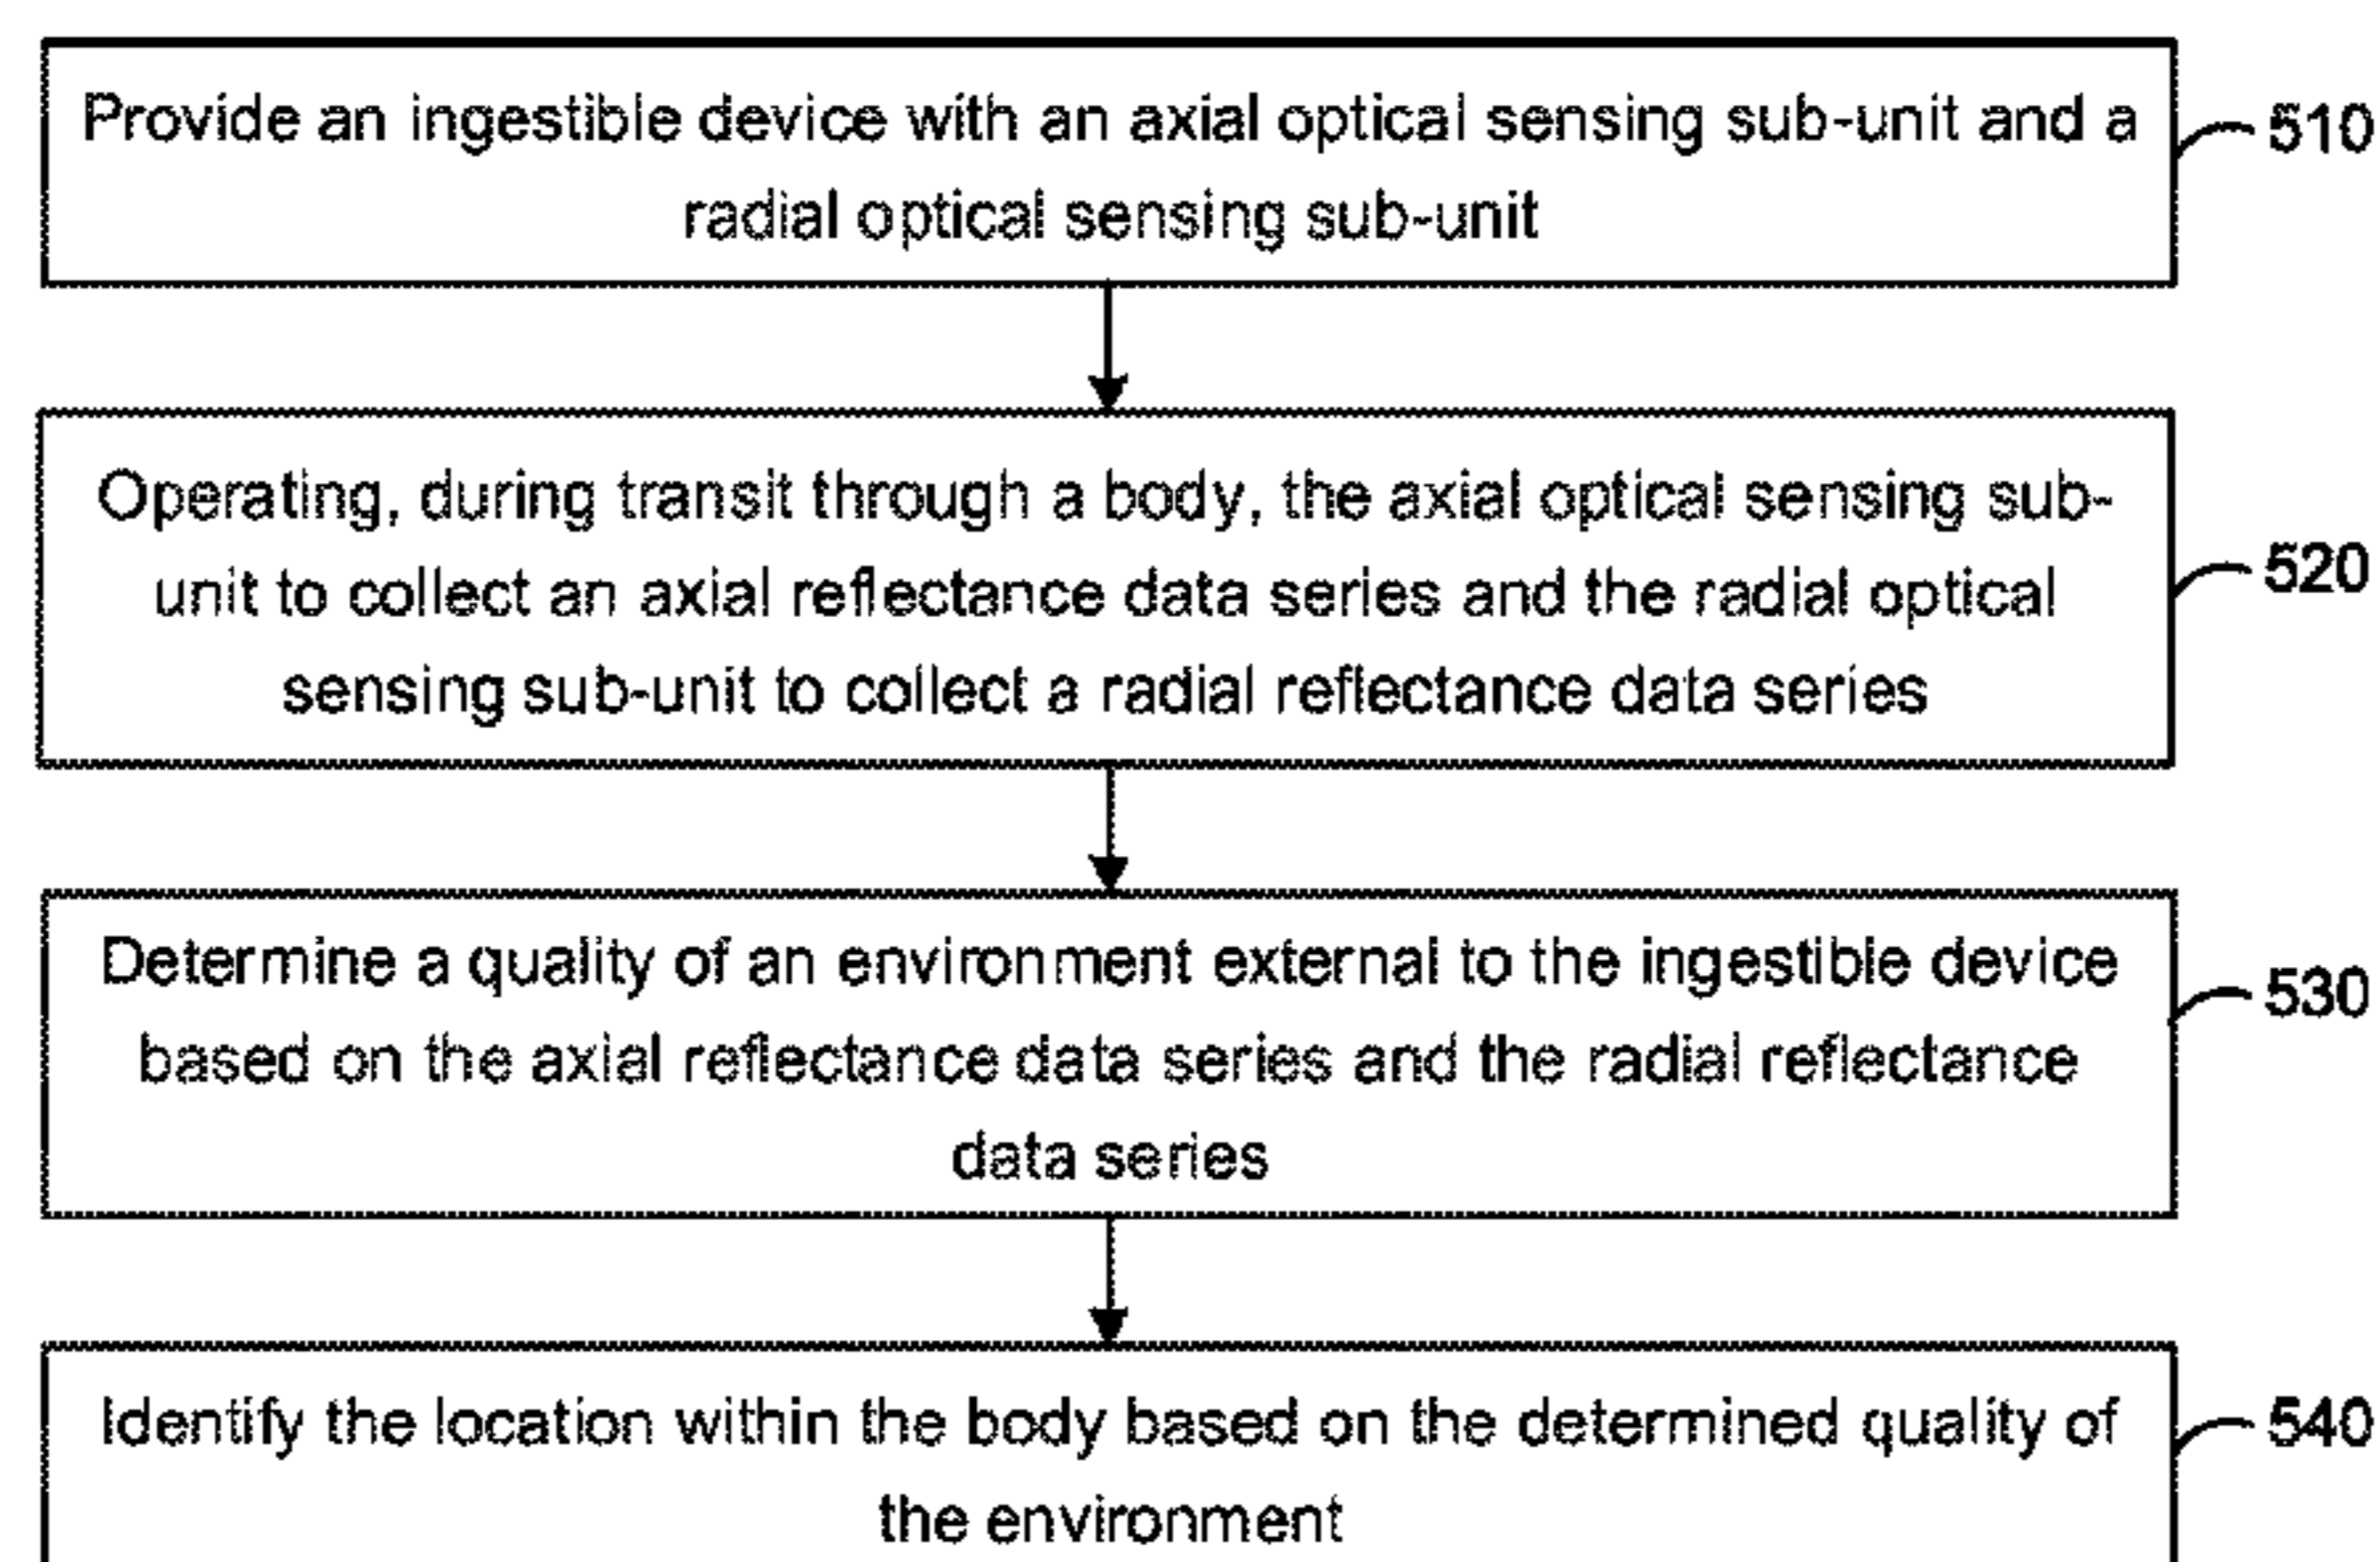 Provide an ingestible device with an axial optical sensing sub-unit and a
radial optical sensing sub-unit
510
Operating, during transit through a body, the axial optical sensing sub-
unit to collect an axial reflectance data series and the radial optical
sensing sub-unit to collect a radial reflectance data series
520
Determine a quality of an environment external to the ingestible device
based on the axial reflectance data series and the radial reflectance
data series
530
Identify the location within the body based on the determined quality of
the environment
540